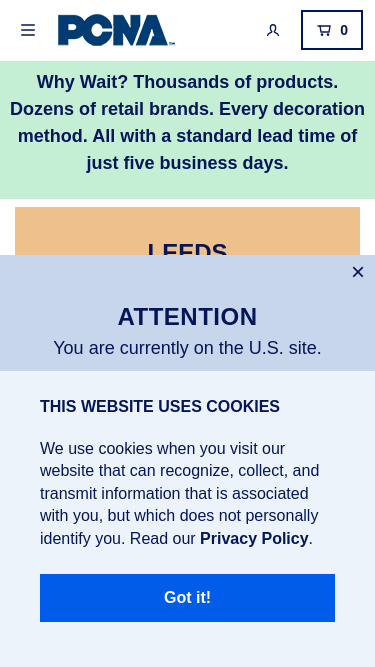 PCNA
0
Why Wait? Thousands of products.
Dozens of retail brands. Every decoration
method. All with a standard lead time of
just five business days.
LEEDS
ATTENTION
You are currently on the U.S. site.
THIS WEBSITE USES COOKIES
We use cookies when you visit our
website that can recognize, collect, and
transmit information that is associated
with you, but which does not personally
identify you. Read our Privacy Policy.
Got it!